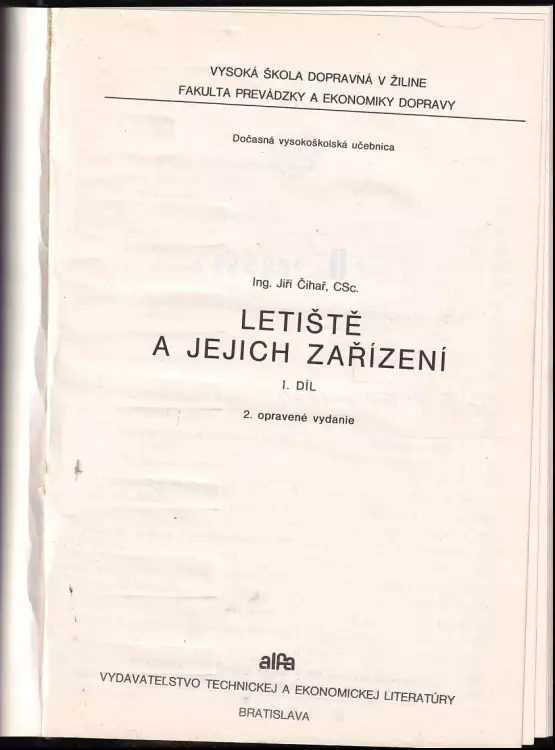 VYSOKÁ ŠKOLA DOPRAVNÁ V ŽILINE
FAKULTA PREVÁDZKY A EKONOMIKY DOPRAVY
Dočasná vysokoškolská učebnica
Ing. Jiří Čihař, CSc.
LETIŠTĚ
A JEJICH ZAŘÍZENÍ
I. DÍL
2. opravené vydanie
alfa
VYDAVATEĽSTVO TECHNICKEJ A EKONOMICKEJ LITERATÚRY
BRATISLAVA